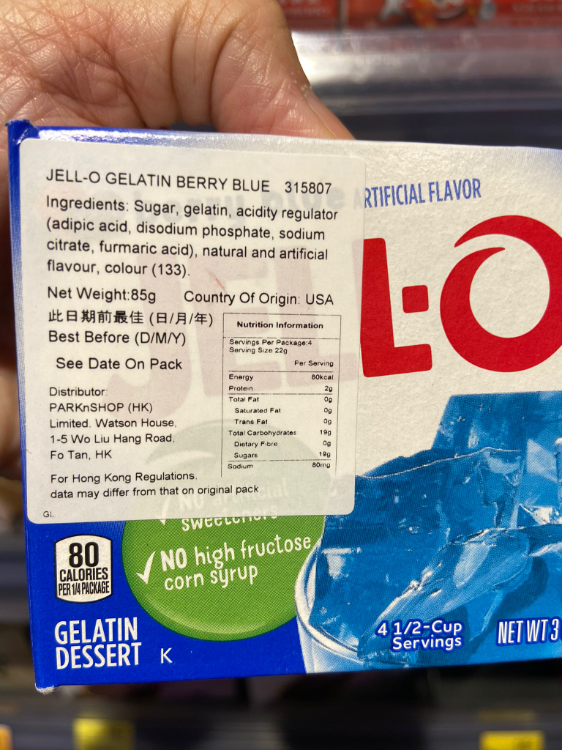 JELL-O GELATIN BERRY BLUE 315807
Ingredients: Sugar, gelatin, acidity regulator
(adipic acid, disodium phosphate, sodium
citrate, furmaric acid), natural and artificial
flavour, colour (133).
Net Weight:85g Country Of Origin: USA
此日期前最佳 (日/月/年)
Best Before (D/M/Y)
See Date On Pack
Distributor:
PARKnSHOP (HK)
Limited. Watson House,
1-5 Wo Liu Hang Road,
Fo Tan, HK
Nutrition Information
Servings Per Package:4
Serving Size:22g
Per Serving
Energy 80kcal
Protein 2g
Total Fat 0g
Saturated Fat 0g
Trans Fat 0g
Total Carbohydrates 19g
Dietary Fibre 0g
Sugars 19g
Sodium 80mg
For Hong Kong Regulations,
data may differ from that on original pack
GL
ARTIFICIAL FLAVOR
JELL-O
NO artificial
sweeteners
NO high fructose
corn syrup
80
CALORIES
PER 1/4 PACKAGE
GELATIN
DESSERT K
4 1/2-Cup
Servings
NET WT 3